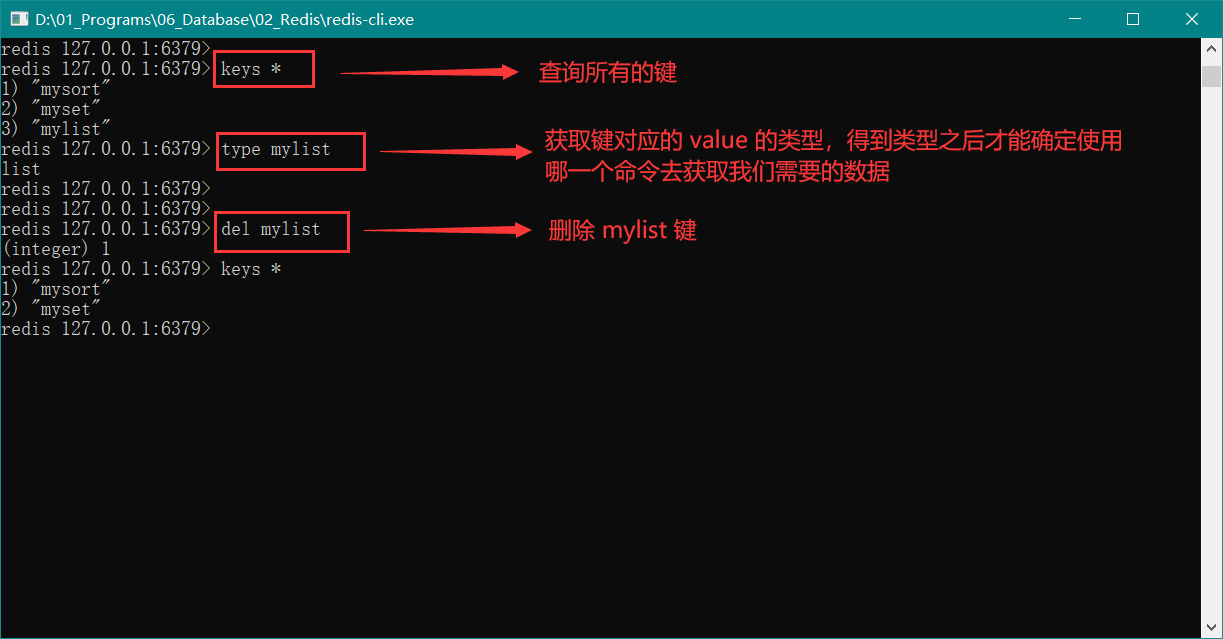 D:\01_Programs\06_Database\02_Redis\redis-cli.exe
redis 127.0.0.1:6379>
redis 127.0.0.1:6379> keys *
查询所有的键
1) "mysort"
2) "myset"
3) "mylist"
redis 127.0.0.1:6379> type mylist
获取键对应的 value 的类型，得到类型之后才能确定使用
哪一个命令去获取我们需要的数据
list
redis 127.0.0.1:6379>
redis 127.0.0.1:6379>
redis 127.0.0.1:6379> del mylist
删除 mylist 键
(integer) 1
redis 127.0.0.1:6379> keys *
1) "mysort"
2) "myset"
redis 127.0.0.1:6379>